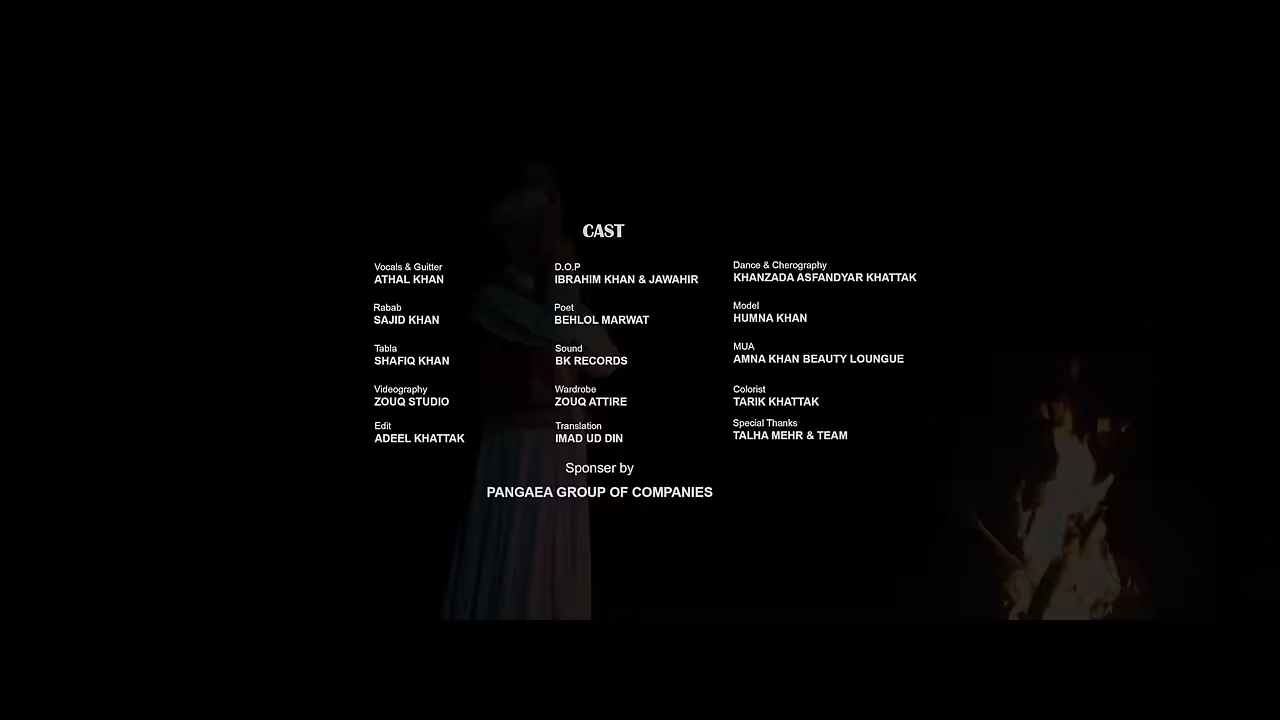 CAST
Vocals & Guitter
ATHAL KHAN
Rabab
SAJID KHAN
Tabla
SHAFIQ KHAN
Videography
ZOUQ STUDIO
Edit
ADEEL KHATTAK
D.O.P
IBRAHIM KHAN & JAWAHIR
Poet
BEHLOL MARWAT
Sound
BK RECORDS
Wardrobe
ZOUQ ATTIRE
Translation
IMAD UD DIN
Dance & Cherography
KHANZADA ASFANDYAR KHATTAK
Model
HUMNA KHAN
MUA
AMNA KHAN BEAUTY LOUNGUE
Colorist
TARIK KHATTAK
Special Thanks
TALHA MEHR & TEAM
Sponser by
PANGAEA GROUP OF COMPANIES